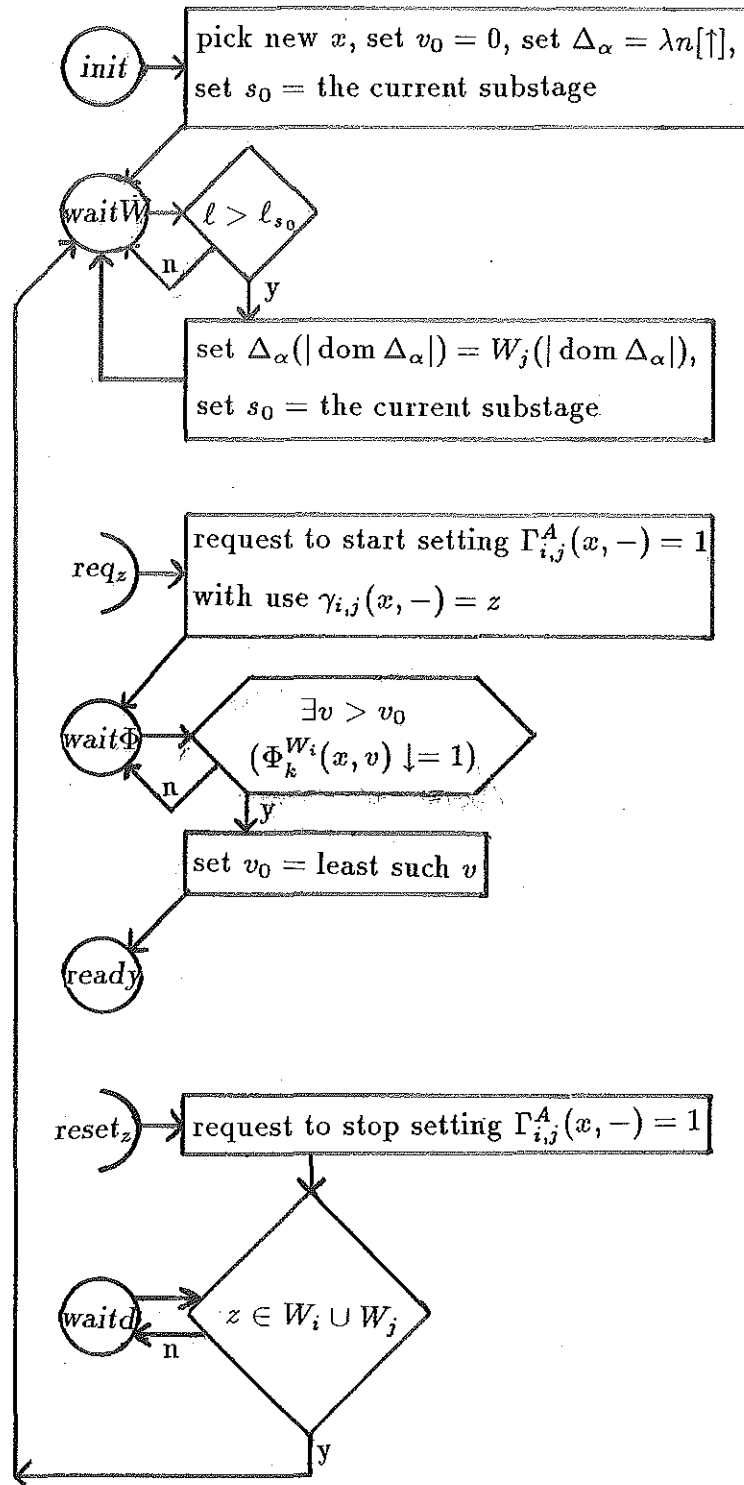 init
pick new x, set v₀ = 0, set Δ_α = λn[↑],
set s₀ = the current substage
waitW
ℓ > ℓ_{s₀}
n
y
set Δ_α(| dom Δ_α|) = W_j(| dom Δ_α|),
set s₀ = the current substage
req_z
request to start setting Γ^A_{i,j}(x, −) = 1
with use γ_{i,j}(x, −) = z
waitΦ
∃v > v₀
(Φ_k^{W_i}(x, v) ↓= 1)
n
y
set v₀ = least such v
ready
reset_z
request to stop setting Γ^A_{i,j}(x, −) = 1
waitd
z ∈ W_i ∪ W_j
n
y